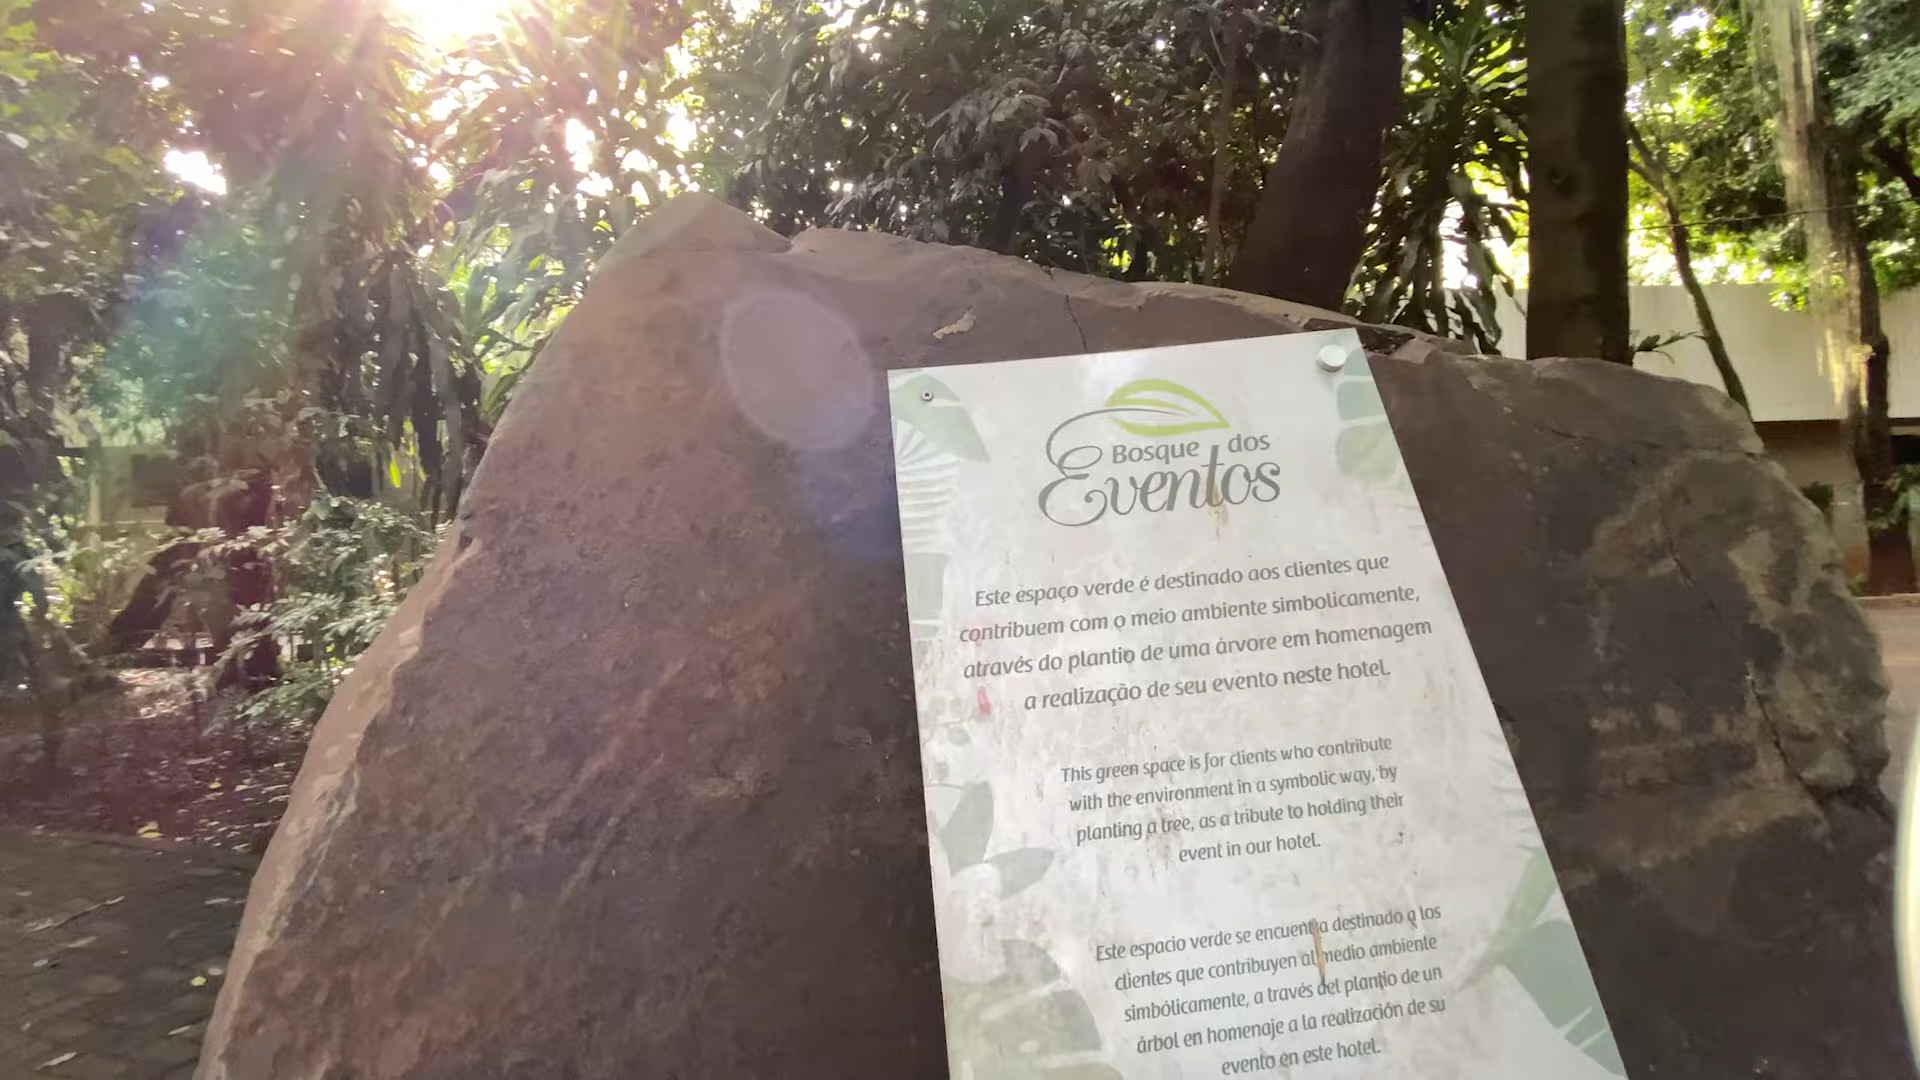 Bosque dos
Eventos
Este espaço verde é destinado aos clientes que
contribuem com o meio ambiente simbolicamente,
através do plantio de uma árvore em homenagem
a realização de seu evento neste hotel.
This green space is for clients who contribute
with the environment in a symbolic way, by
planting a tree, as a tribute to holding their
event in our hotel.
Este espacio verde se encuentra destinado a los
clientes que contribuyen al medio ambiente
simbólicamente, a través del plantio de un
árbol en homenaje a la realización de su
evento en este hotel.